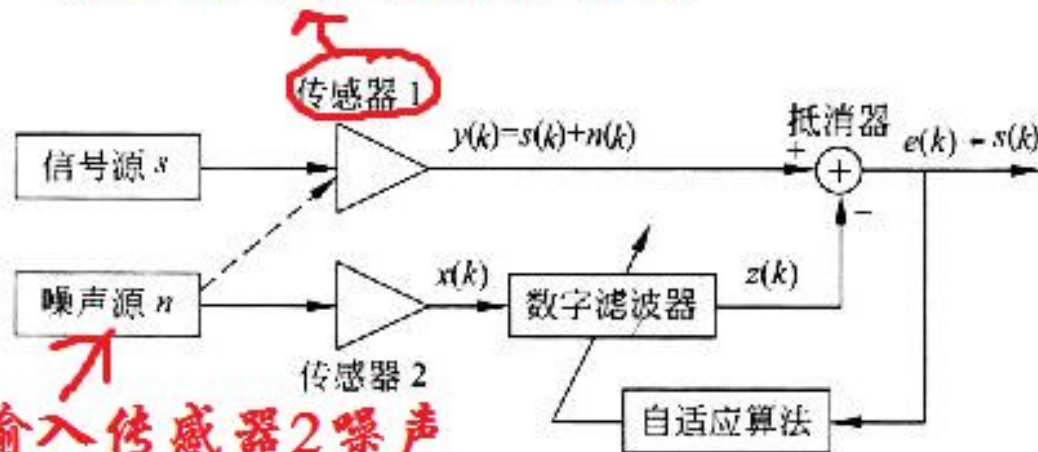 传感器 1
信号源 s
y(k)=s(k)+n(k)
抵消器
+
+
e(k)
s(k)
−
噪声源 n
x(k)
数字滤波器
z(k)
传感器 2
输入传感器2噪声
自适应算法